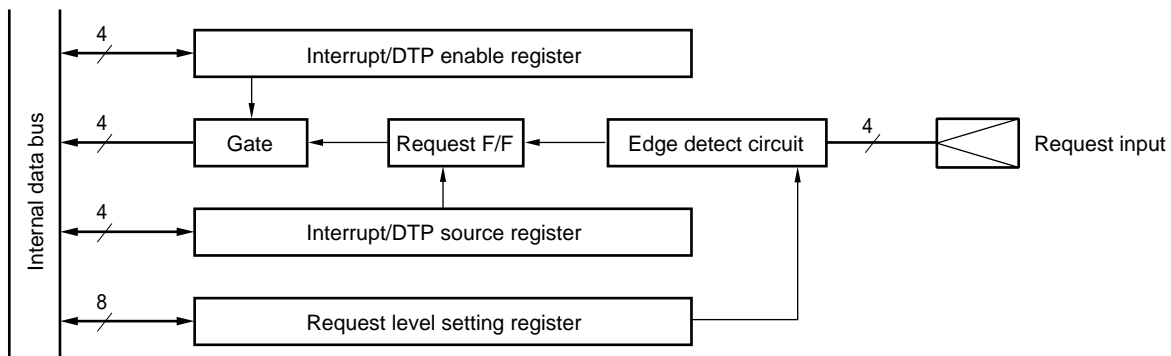 Internal data bus
4
Interrupt/DTP enable register
4
Gate
Request F/F
Edge detect circuit
4
Request input
4
Interrupt/DTP source register
8
Request level setting register